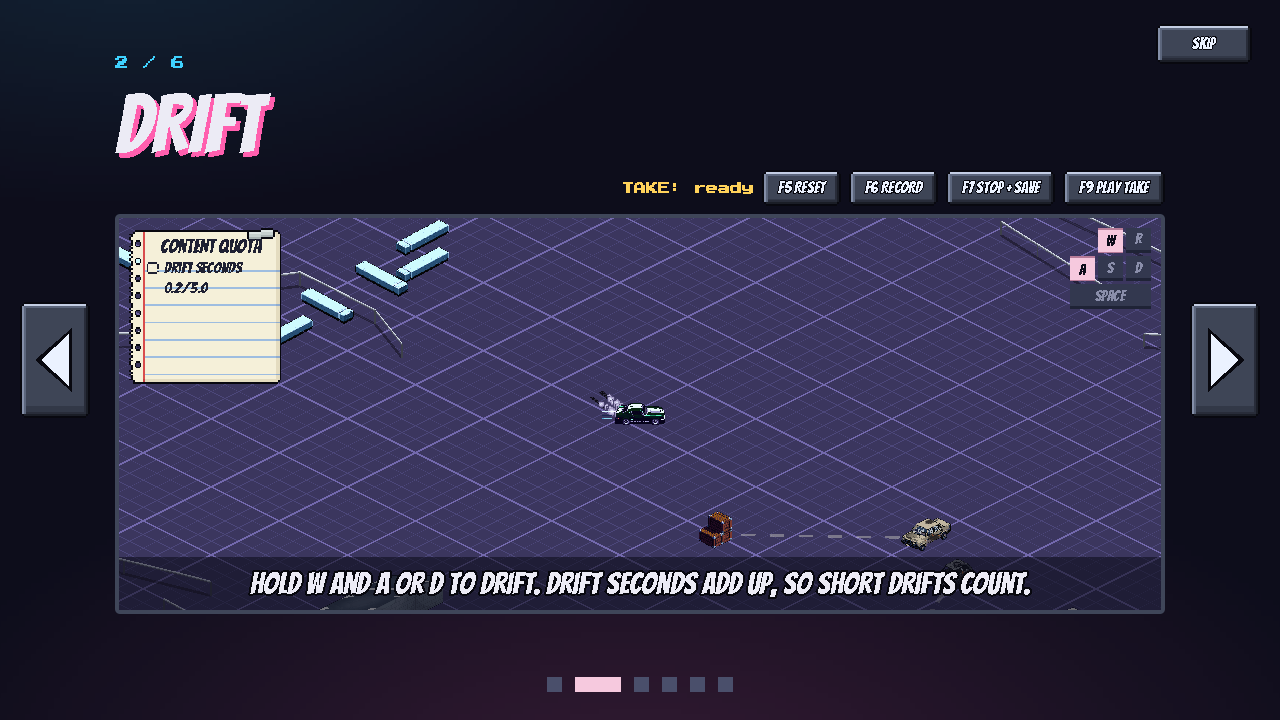 SKIP
2 / 6
DRIFT
TAKE: ready
F5 RESET
F6 RECORD
F7 STOP + SAVE
F9 PLAY TAKE
CONTENT QUOTA
DRIFT SECONDS
0.2/5.0
W R
A S D
SPACE
HOLD W AND A OR D TO DRIFT. DRIFT SECONDS ADD UP, SO SHORT DRIFTS COUNT.